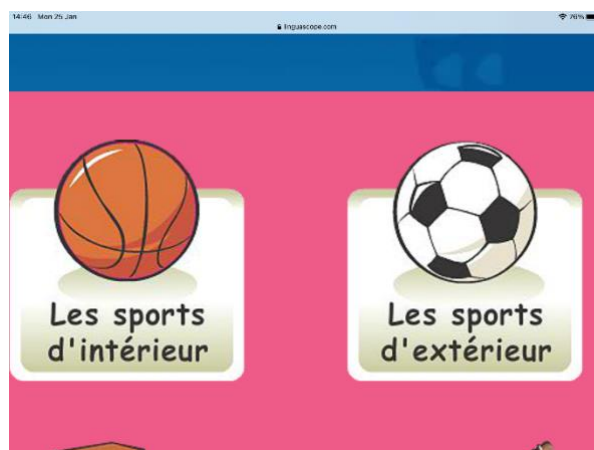 14:46 Mon 25 Jan
linguascope.com
76%
Les sports
d'intérieur
Les sports
d'extérieur